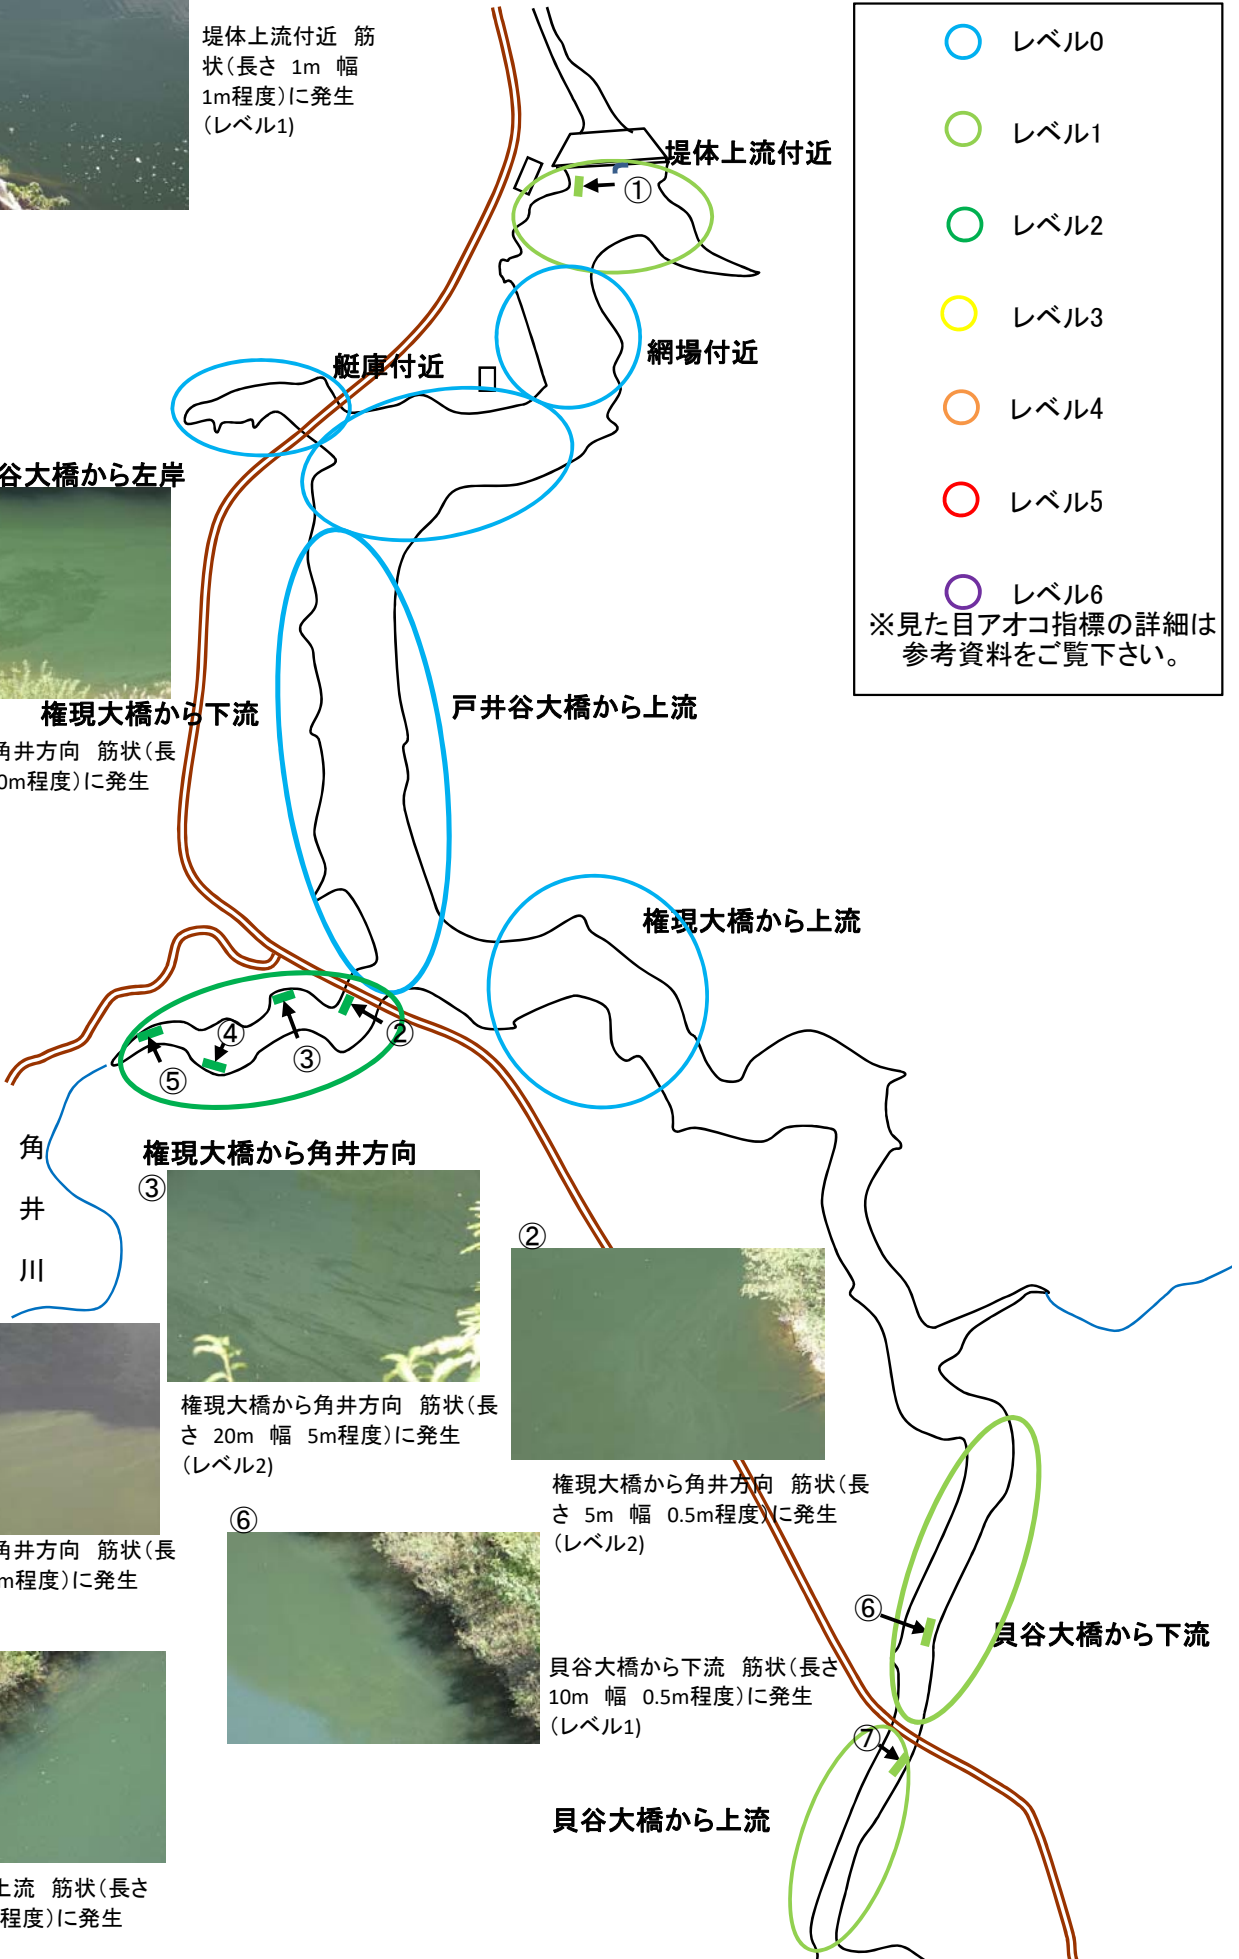 堤体上流付近 筋
状（長さ 1m 幅
1m程度）に発生
（レベル1）
レベル0
レベル1
レベル2
レベル3
レベル4
レベル5
レベル6
※見た目アオコ指標の詳細は
参考資料をご覧下さい。
堤体上流付近
①
網場付近
艇庫付近
谷大橋から左岸
権現大橋から下流
角井方向 筋状（長
0m程度）に発生
戸井谷大橋から上流
権現大橋から上流
②
③
④
⑤
角
井
川
権現大橋から角井方向
③
権現大橋から角井方向 筋状（長
さ 20m 幅 5m程度）に発生
（レベル2）
②
権現大橋から角井方向 筋状（長
さ 5m 幅 0.5m程度）に発生
（レベル2）
角井方向 筋状（長
m程度）に発生
⑥
貝谷大橋から下流 筋状（長さ
10m 幅 0.5m程度）に発生
（レベル1）
⑥
貝谷大橋から下流
⑦
貝谷大橋から上流
上流 筋状（長さ
程度）に発生